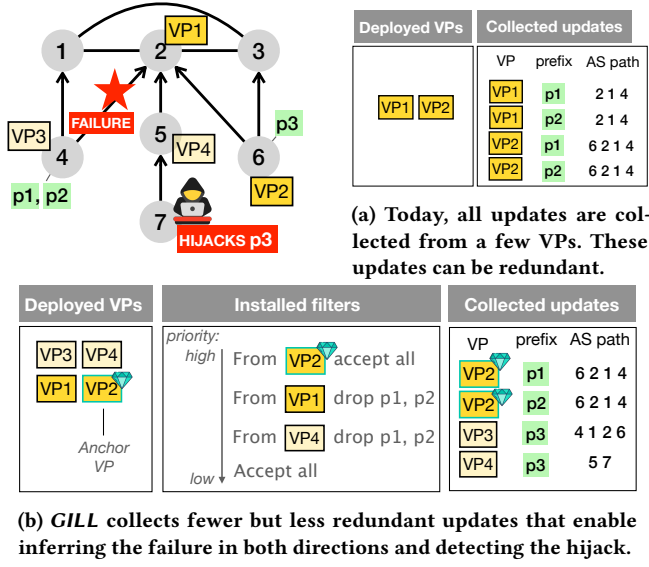 VP1
1
2
3
FAILURE
VP3
p3
5
4
VP4
6
p1, p2
VP2
7
HIJACKS p3
Deployed VPs
Collected updates
VP prefix AS path
VP1 VP2
VP1 p1 2 1 4
VP1 p2 2 1 4
VP2 p1 6 2 1 4
VP2 p2 6 2 1 4
(a) Today, all updates are col-
lected from a few VPs. These
updates can be redundant.
Deployed VPs
VP3 VP4
VP1 VP2
Anchor
VP
Installed filters
priority:
high
From VP2 accept all
From VP1 drop p1, p2
From VP4 drop p1, p2
low
Accept all
Collected updates
VP prefix AS path
VP2 p1 6 2 1 4
VP2 p2 6 2 1 4
VP3 p3 4 1 2 6
VP4 p3 5 7
(b) GILL collects fewer but less redundant updates that enable
inferring the failure in both directions and detecting the hijack.